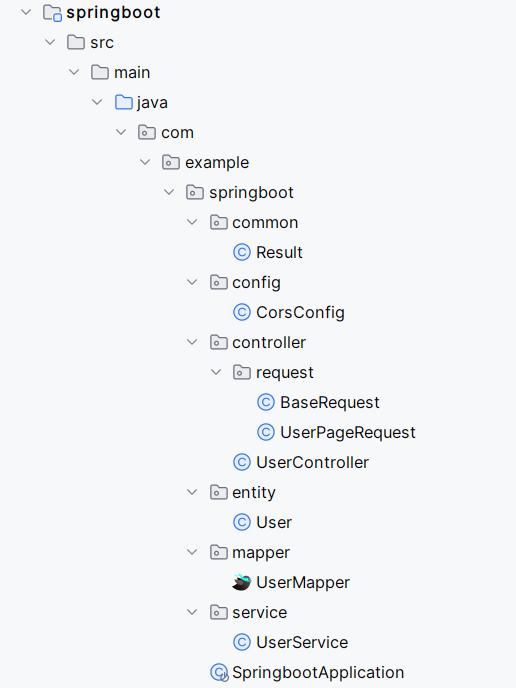 springboot
src
main
java
com
example
springboot
common
Result
config
CorsConfig
controller
request
BaseRequest
UserPageRequest
UserController
entity
User
mapper
UserMapper
service
UserService
SpringbootApplication